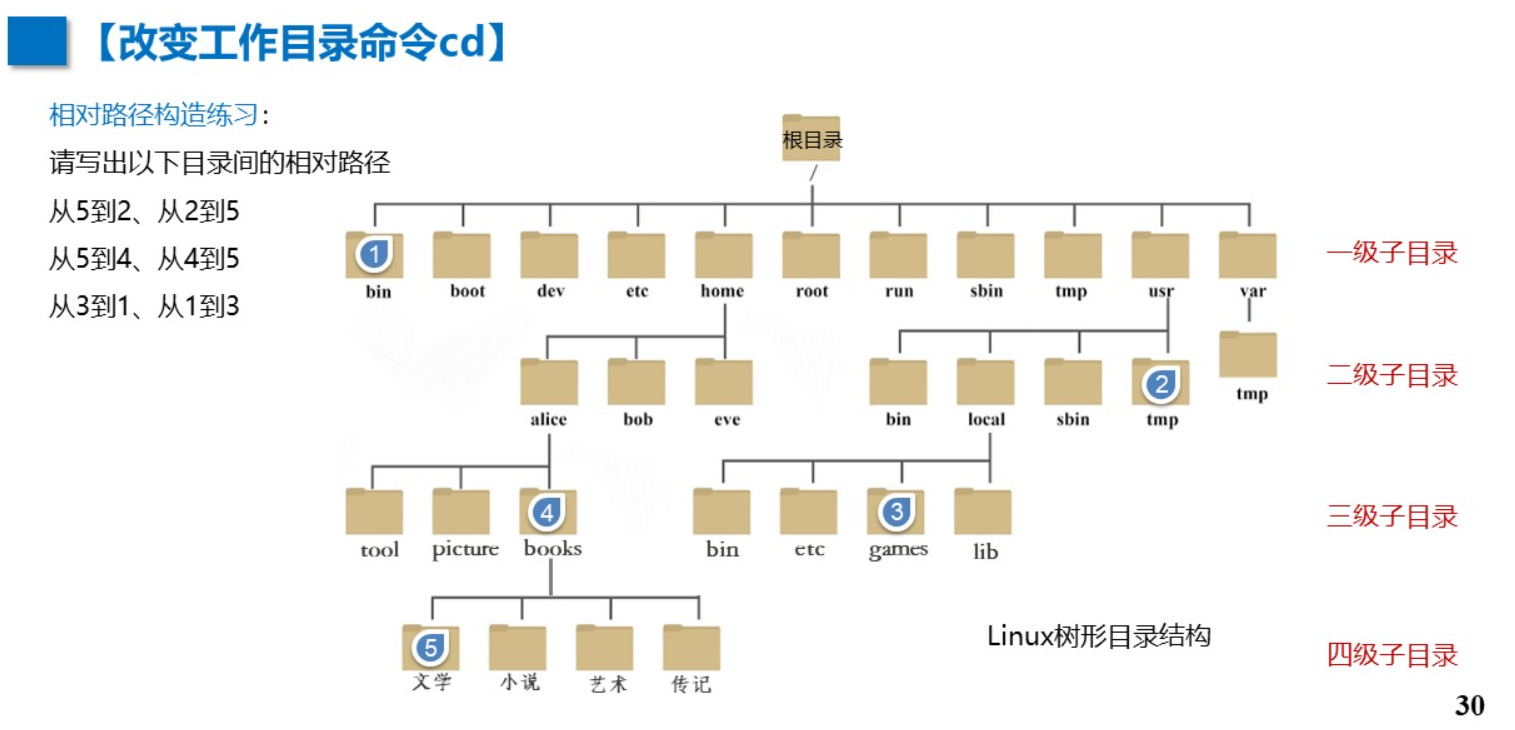 【改变工作目录命令cd】
相对路径构造练习：
请写出以下目录间的相对路径
从5到2、从2到5
从5到4、从4到5
从3到1、从1到3
根目录
/
1
bin boot dev etc home root run sbin tmp usr var
一级子目录
2
alice bob eve bin local sbin tmp tmp
二级子目录
4 3
tool picture books bin etc games lib
三级子目录
5
文学 小说 艺术 传记
Linux树形目录结构
四级子目录
30